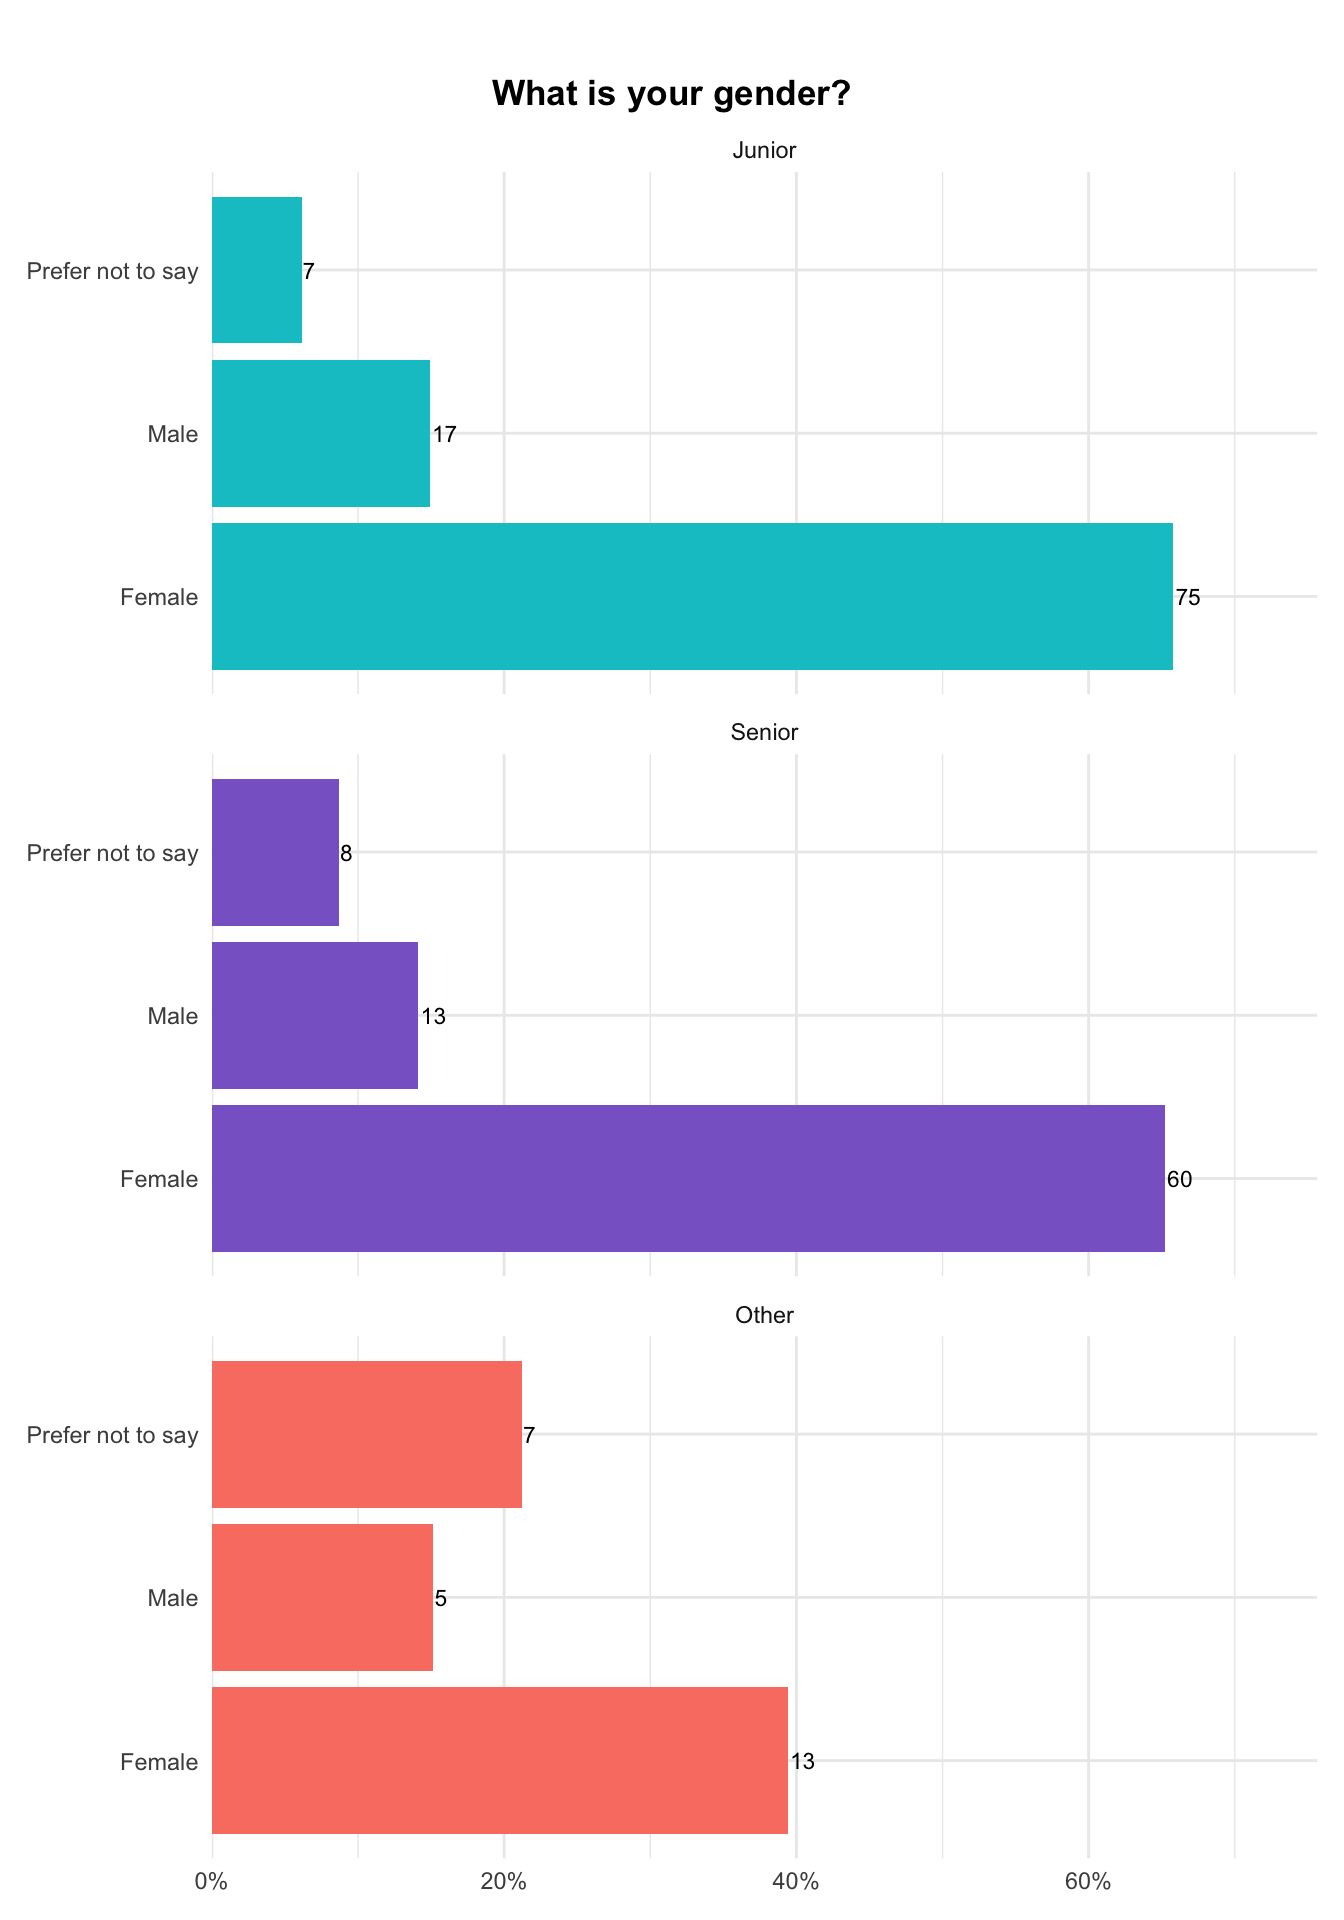 What is your gender?
Junior
Prefer not to say 7
Male 17
Female 75
Senior
Prefer not to say 8
Male 13
Female 60
Other
Prefer not to say 7
Male 5
Female 13
0% 20% 40% 60%